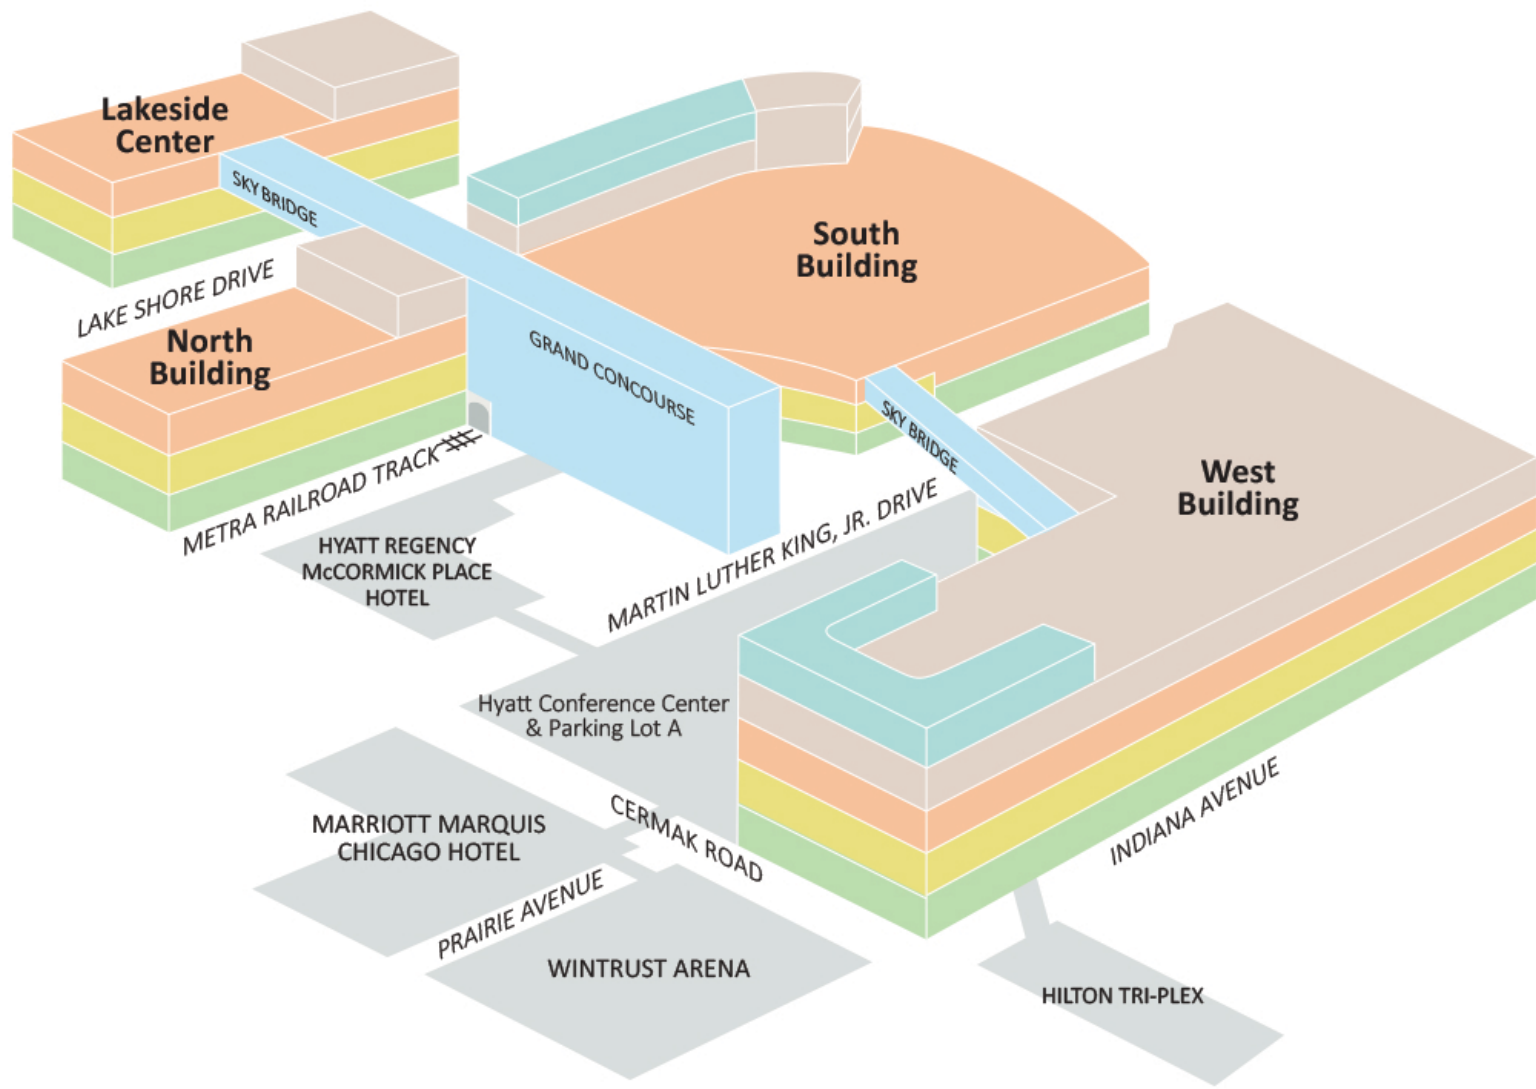 Lakeside
Center
SKY BRIDGE
LAKE SHORE DRIVE
South
Building
North
Building
GRAND CONCOURSE
SKY BRIDGE
West
Building
METRA RAILROAD TRACK
MARTIN LUTHER KING, JR. DRIVE
HYATT REGENCY
McCORMICK PLACE
HOTEL
Hyatt Conference Center
& Parking Lot A
CERMAK ROAD
INDIANA AVENUE
MARRIOTT MARQUIS
CHICAGO HOTEL
PRAIRIE AVENUE
WINTRUST ARENA
HILTON TRI-PLEX